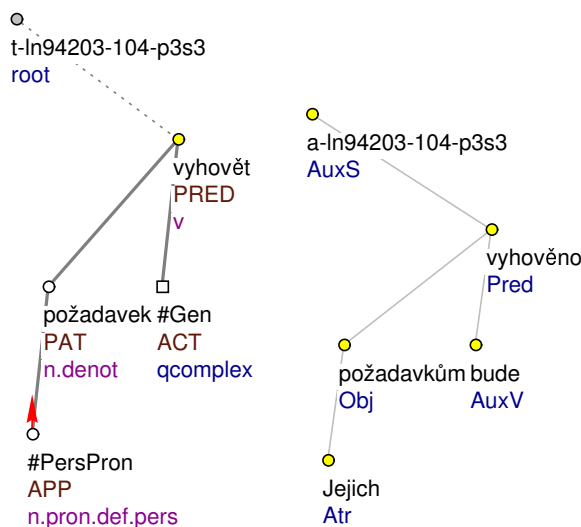 t-ln94203-104-p3s3
root
vyhovět
PRED
v
požadavek
PAT
n.denot
#Gen
ACT
qcomplex
#PersPron
APP
n.pron.def.pers
a-ln94203-104-p3s3
AuxS
vyhověno
Pred
požadavkům
Obj
bude
AuxV
Jejich
Atr